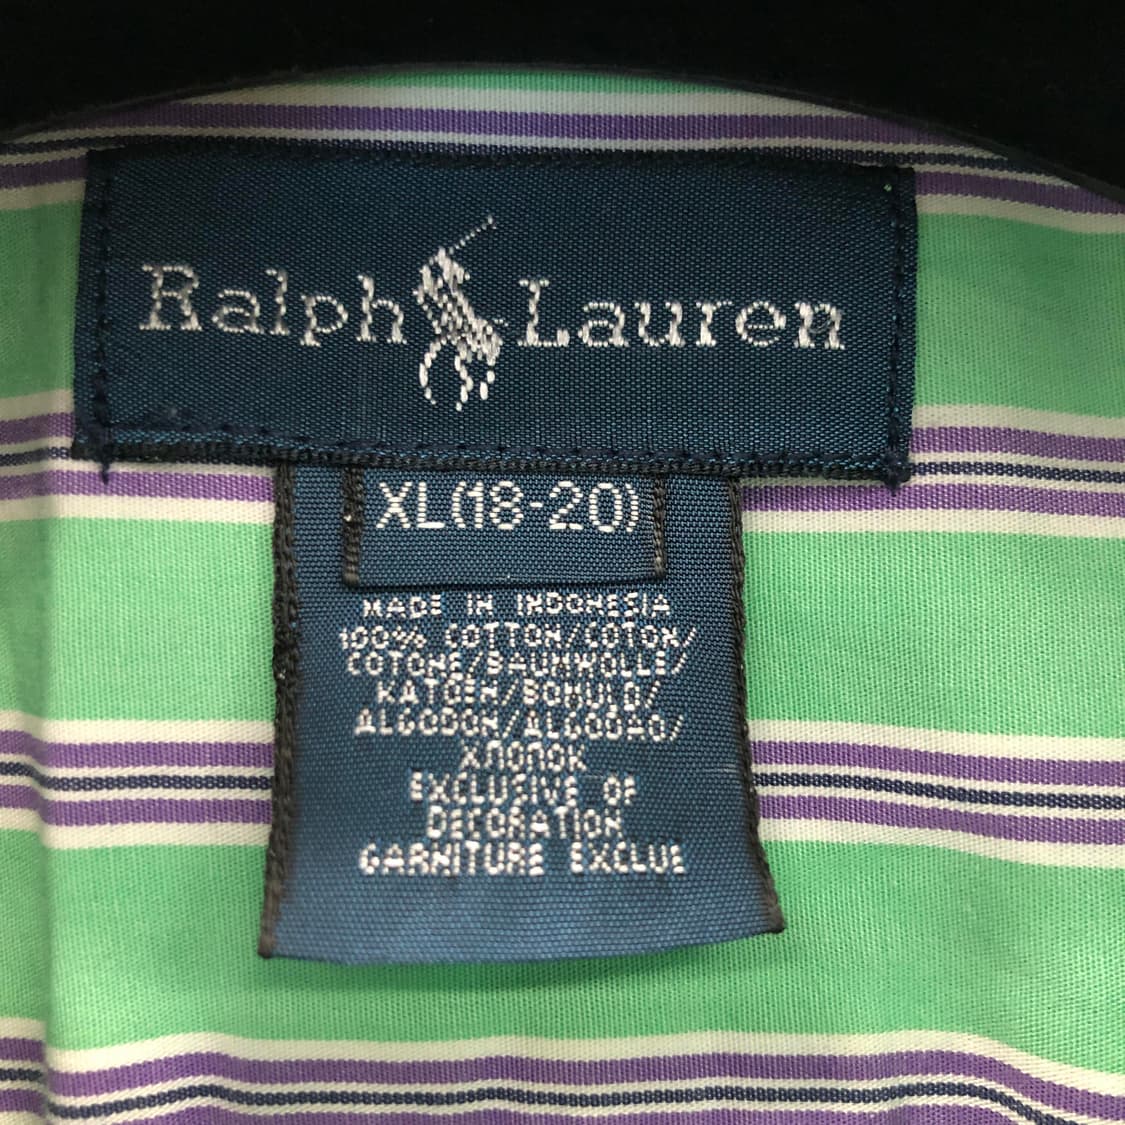 Ralph Lauren
XL(18-20)
MADE IN INDONESIA
100% COTTON/COTON/
COTONE/BAUMWOLLE/
KATOEN/BOMULD/
ALGODON/ALGODAO/
ХЛОПОК
EXCLUSIVE OF
DECORATION
GARNITURE EXCLUE